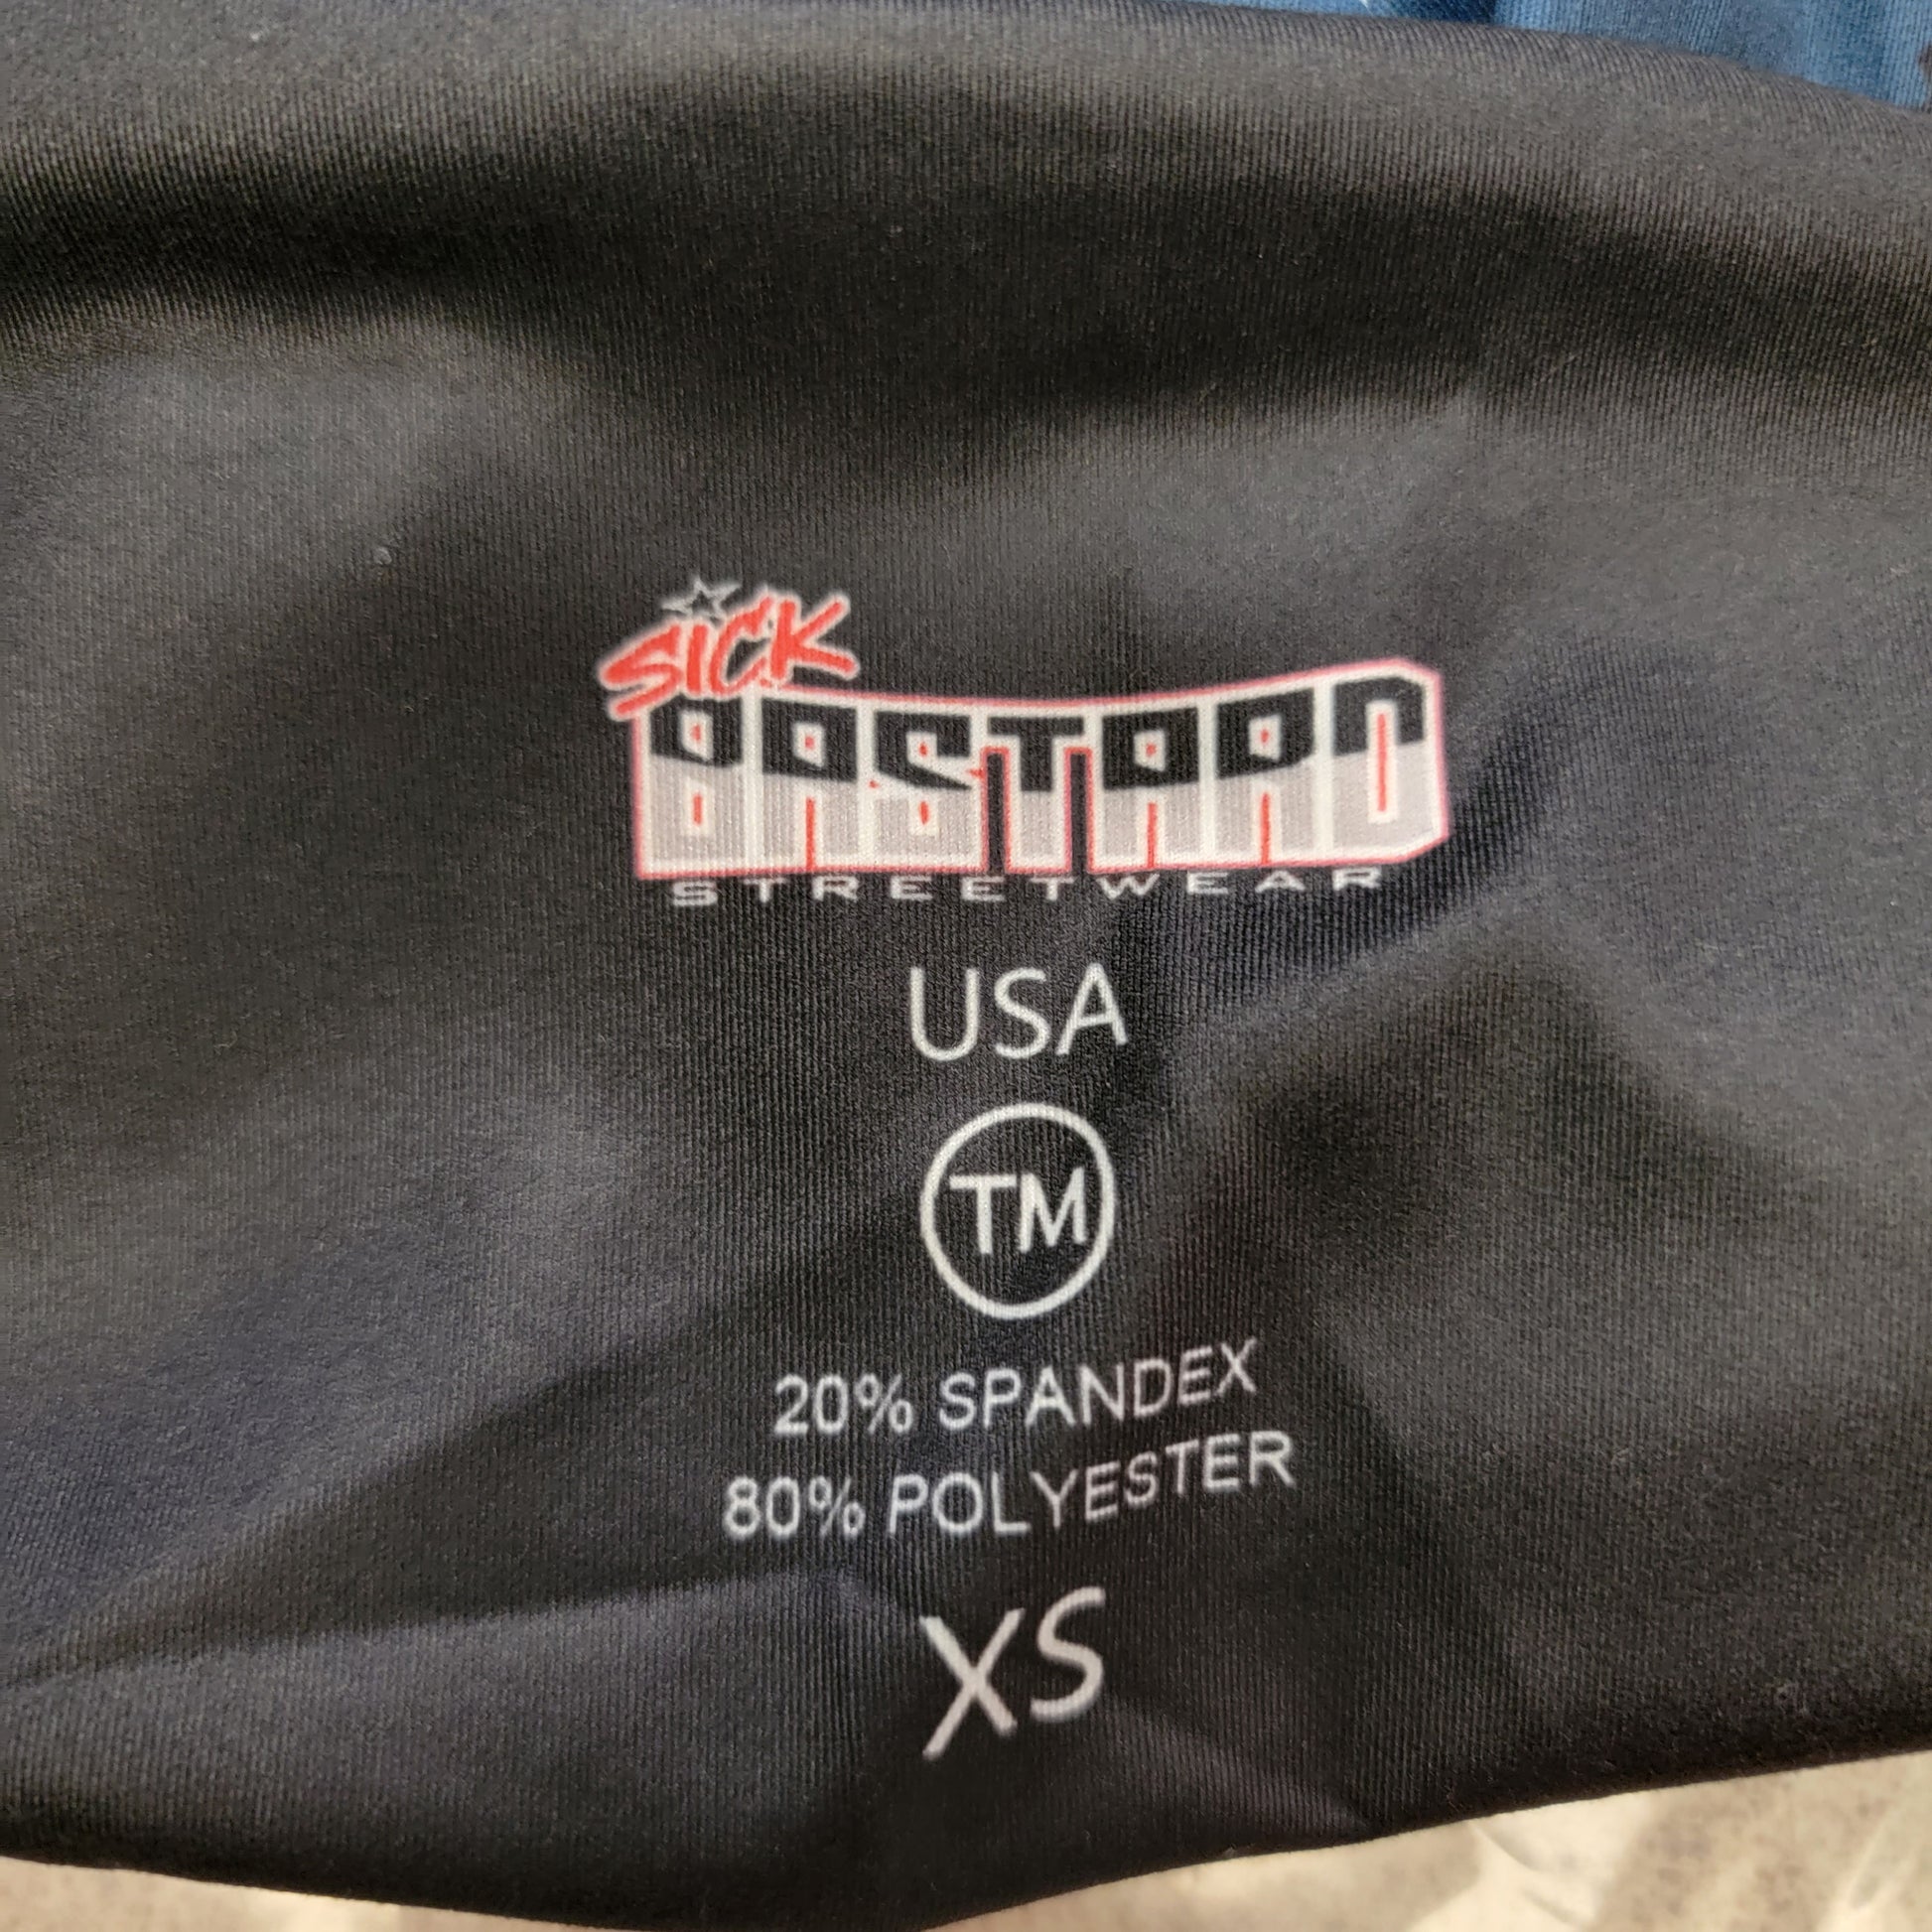 SICK
BASTARD
STREETWEAR
USA
TM
20% SPANDEX
80% POLYESTER
XS